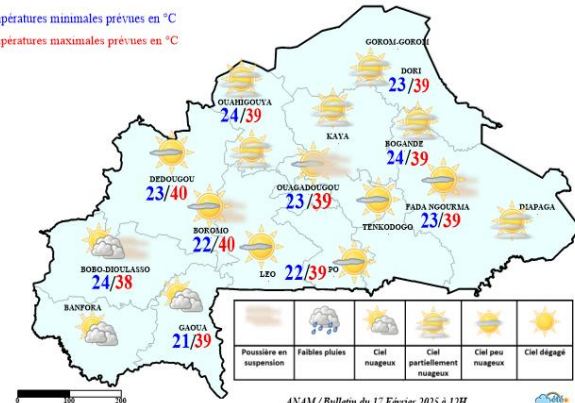 pératures minimales prévues en °C
pératures maximales prévues en °C
GOROM-GOROM
DORI
23/39
OUAHIGOUYA
24/39
KAYA
BOGANDE
24/39
DEDOUGOU
23/40
OUAGADOUGOU
23/39
FADA NGOURMA
23/39
DIAPAGA
TENKODOGO
BOROMO
22/40
BOBO-DIOULASSO
24/38
LEO
22/39 PO
BANFORA
GAOUA
21/39
Poussière en suspension
Faibles pluies
Ciel nuageux
Ciel partiellement nuageux
Ciel peu nuageux
Ciel dégagé
0 100 200
ANAM / Bulletin du 17 Février 2025 à 12H